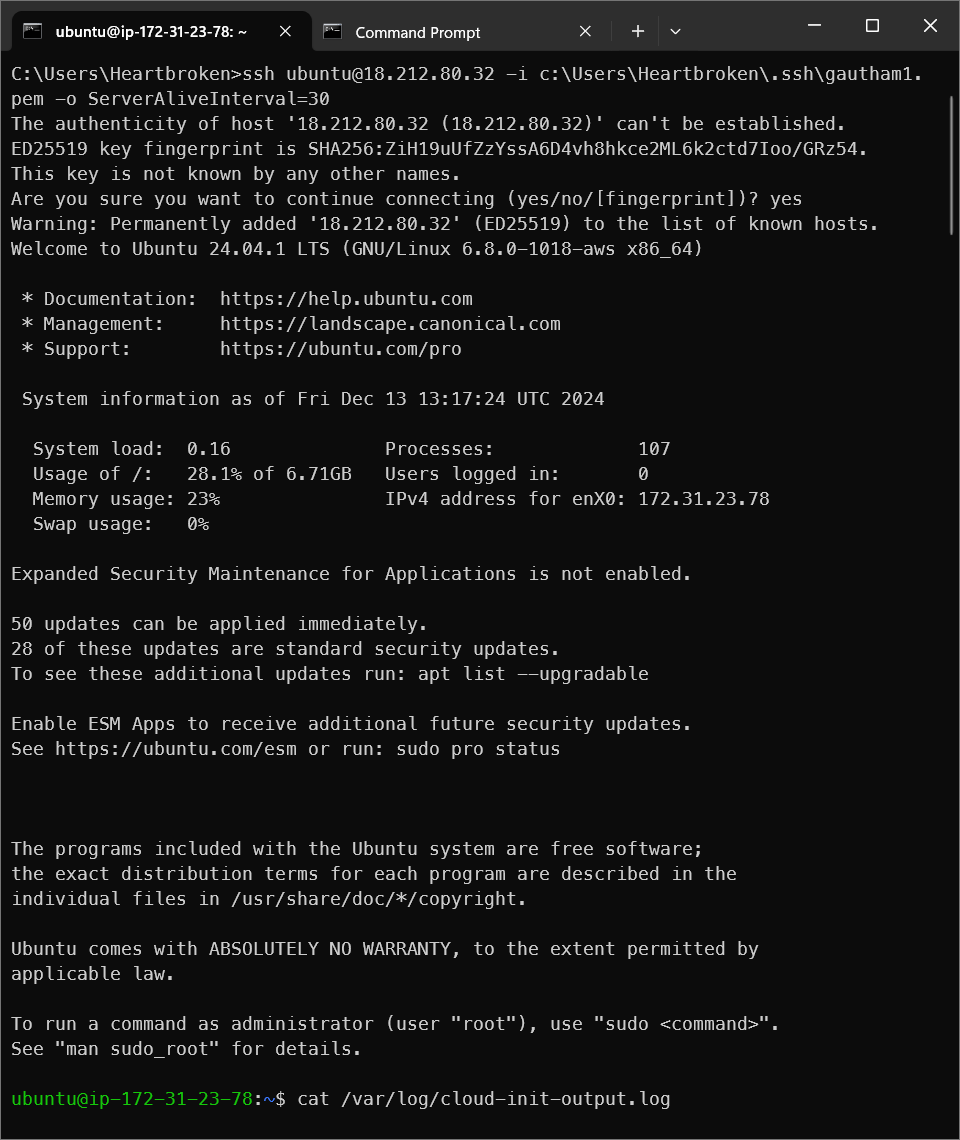 ubuntu@ip-172-31-23-78: ~
Command Prompt
C:\Users\Heartbroken>ssh ubuntu@18.212.80.32 -i c:\Users\Heartbroken\.ssh\gautham1.
pem -o ServerAliveInterval=30
The authenticity of host '18.212.80.32 (18.212.80.32)' can't be established.
ED25519 key fingerprint is SHA256:ZiH19uUfZzYssA6D4vh8hkce2ML6k2ctd7Ioo/GRz54.
This key is not known by any other names.
Are you sure you want to continue connecting (yes/no/[fingerprint])? yes
Warning: Permanently added '18.212.80.32' (ED25519) to the list of known hosts.
Welcome to Ubuntu 24.04.1 LTS (GNU/Linux 6.8.0-1018-aws x86_64)
* Documentation:  https://help.ubuntu.com
* Management:     https://landscape.canonical.com
* Support:        https://ubuntu.com/pro
System information as of Fri Dec 13 13:17:24 UTC 2024
System load:  0.16              Processes:             107
Usage of /:   28.1% of 6.71GB   Users logged in:       0
Memory usage: 23%               IPv4 address for enX0: 172.31.23.78
Swap usage:   0%
Expanded Security Maintenance for Applications is not enabled.
50 updates can be applied immediately.
28 of these updates are standard security updates.
To see these additional updates run: apt list --upgradable
Enable ESM Apps to receive additional future security updates.
See https://ubuntu.com/esm or run: sudo pro status
The programs included with the Ubuntu system are free software;
the exact distribution terms for each program are described in the
individual files in /usr/share/doc/*/copyright.
Ubuntu comes with ABSOLUTELY NO WARRANTY, to the extent permitted by
applicable law.
To run a command as administrator (user "root"), use "sudo <command>".
See "man sudo_root" for details.
ubuntu@ip-172-31-23-78:~$ cat /var/log/cloud-init-output.log